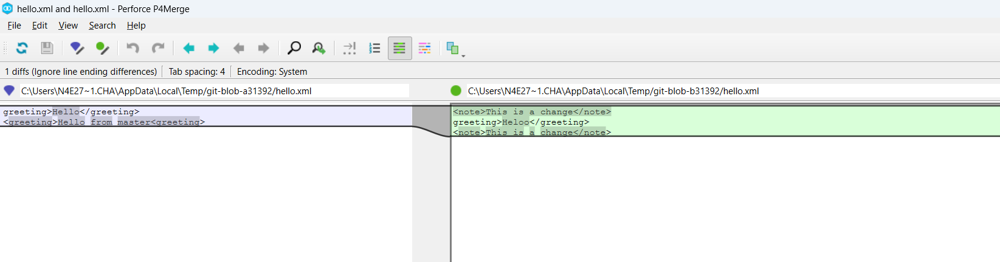 hello.xml and hello.xml - Perforce P4Merge
File Edit View Search Help
1 diffs (Ignore line ending differences) Tab spacing: 4 Encoding: System
C:\Users\N4E27~1.CHA\AppData\Local\Temp/git-blob-a31392/hello.xml
greeting>Hello</greeting>
<greeting>Hello from master<greeting>
C:\Users\N4E27~1.CHA\AppData\Local\Temp/git-blob-b31392/hello.xml
<note>This is a change</note>
greeting>Heloo</greeting>
<note>This is a change</note>